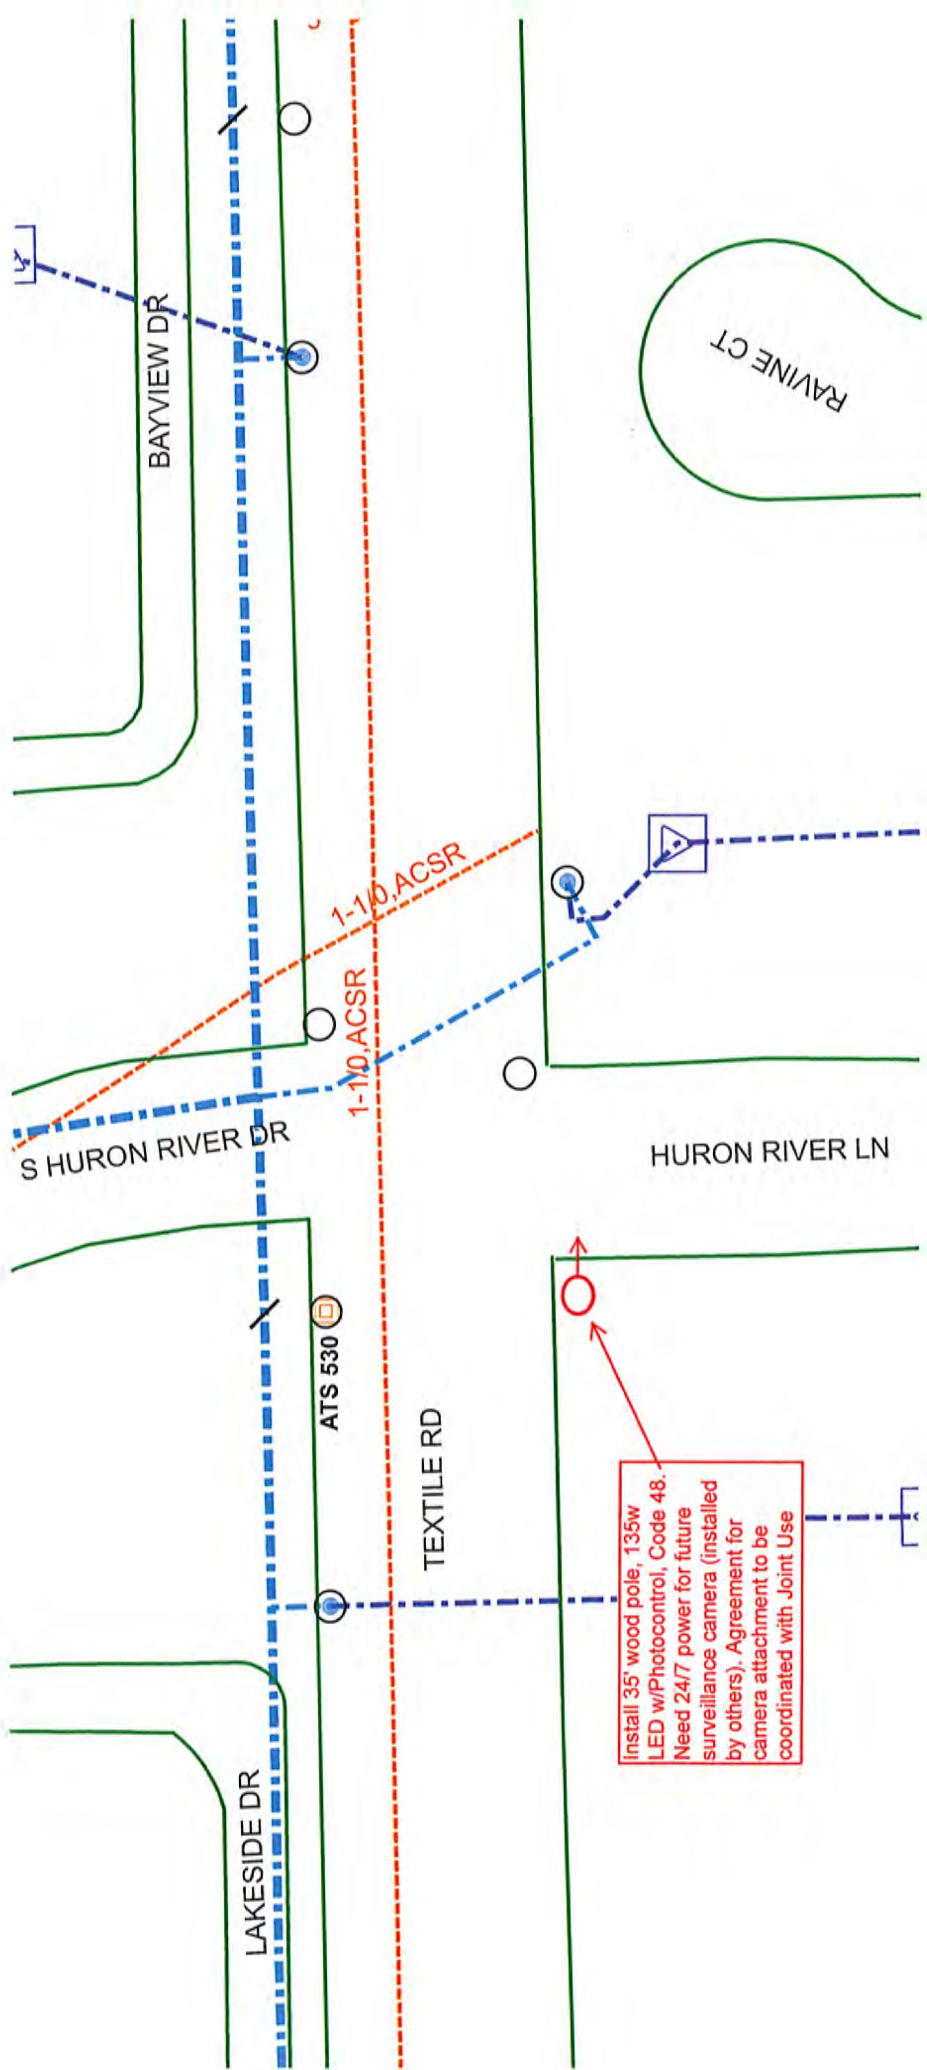 BAYVIEW DR
RAVINE CT
1-1/0,ACSR
1-1/0,ACSR
S HURON RIVER DR
HURON RIVER LN
ATS 530
TEXTILE RD
LAKESIDE DR
Install 35' wood pole, 135w
LED w/Photocontrol, Code 48.
Need 24/7 power for future
surveillance camera (installed
by others). Agreement for
camera attachment to be
coordinated with Joint Use